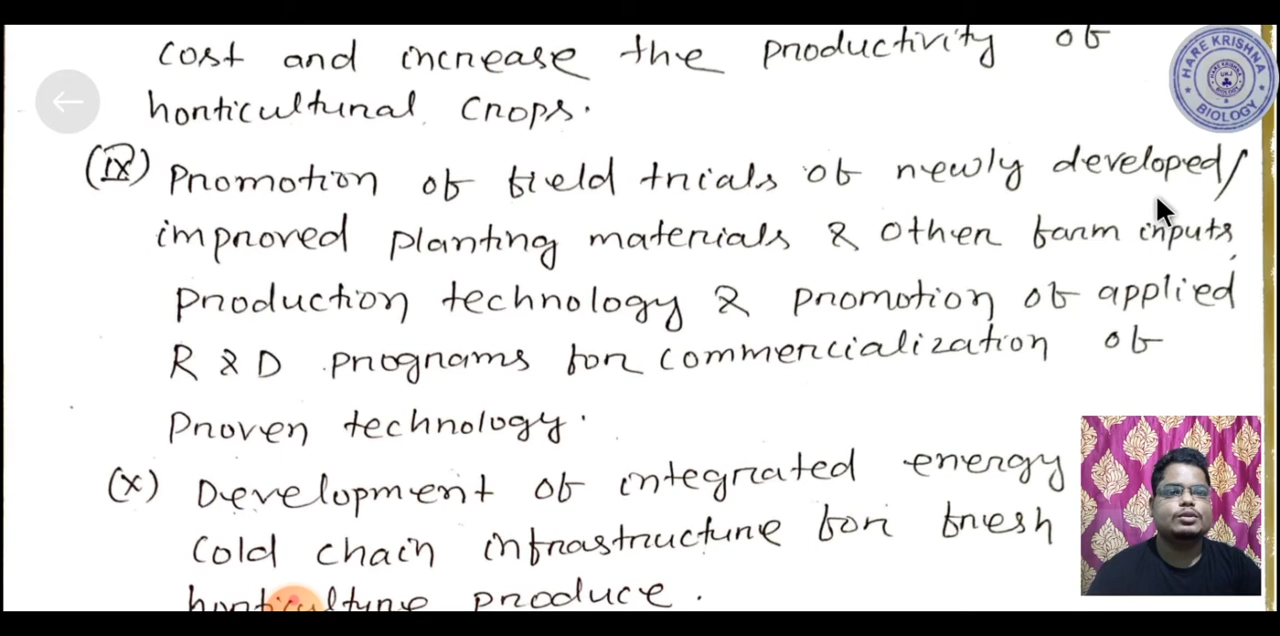 cost and increase the productivity of
horticultural crops.
(IX) Promotion of field trials of newly developed/
improved planting materials & other farm inputs,
production technology & promotion of applied
R & D programs for commercialization of
Proven technology.
(x) Development of integrated energy
cold chain infrastructure for fresh
horticulture produce.
HARE KRISHNA
BIOLOGY